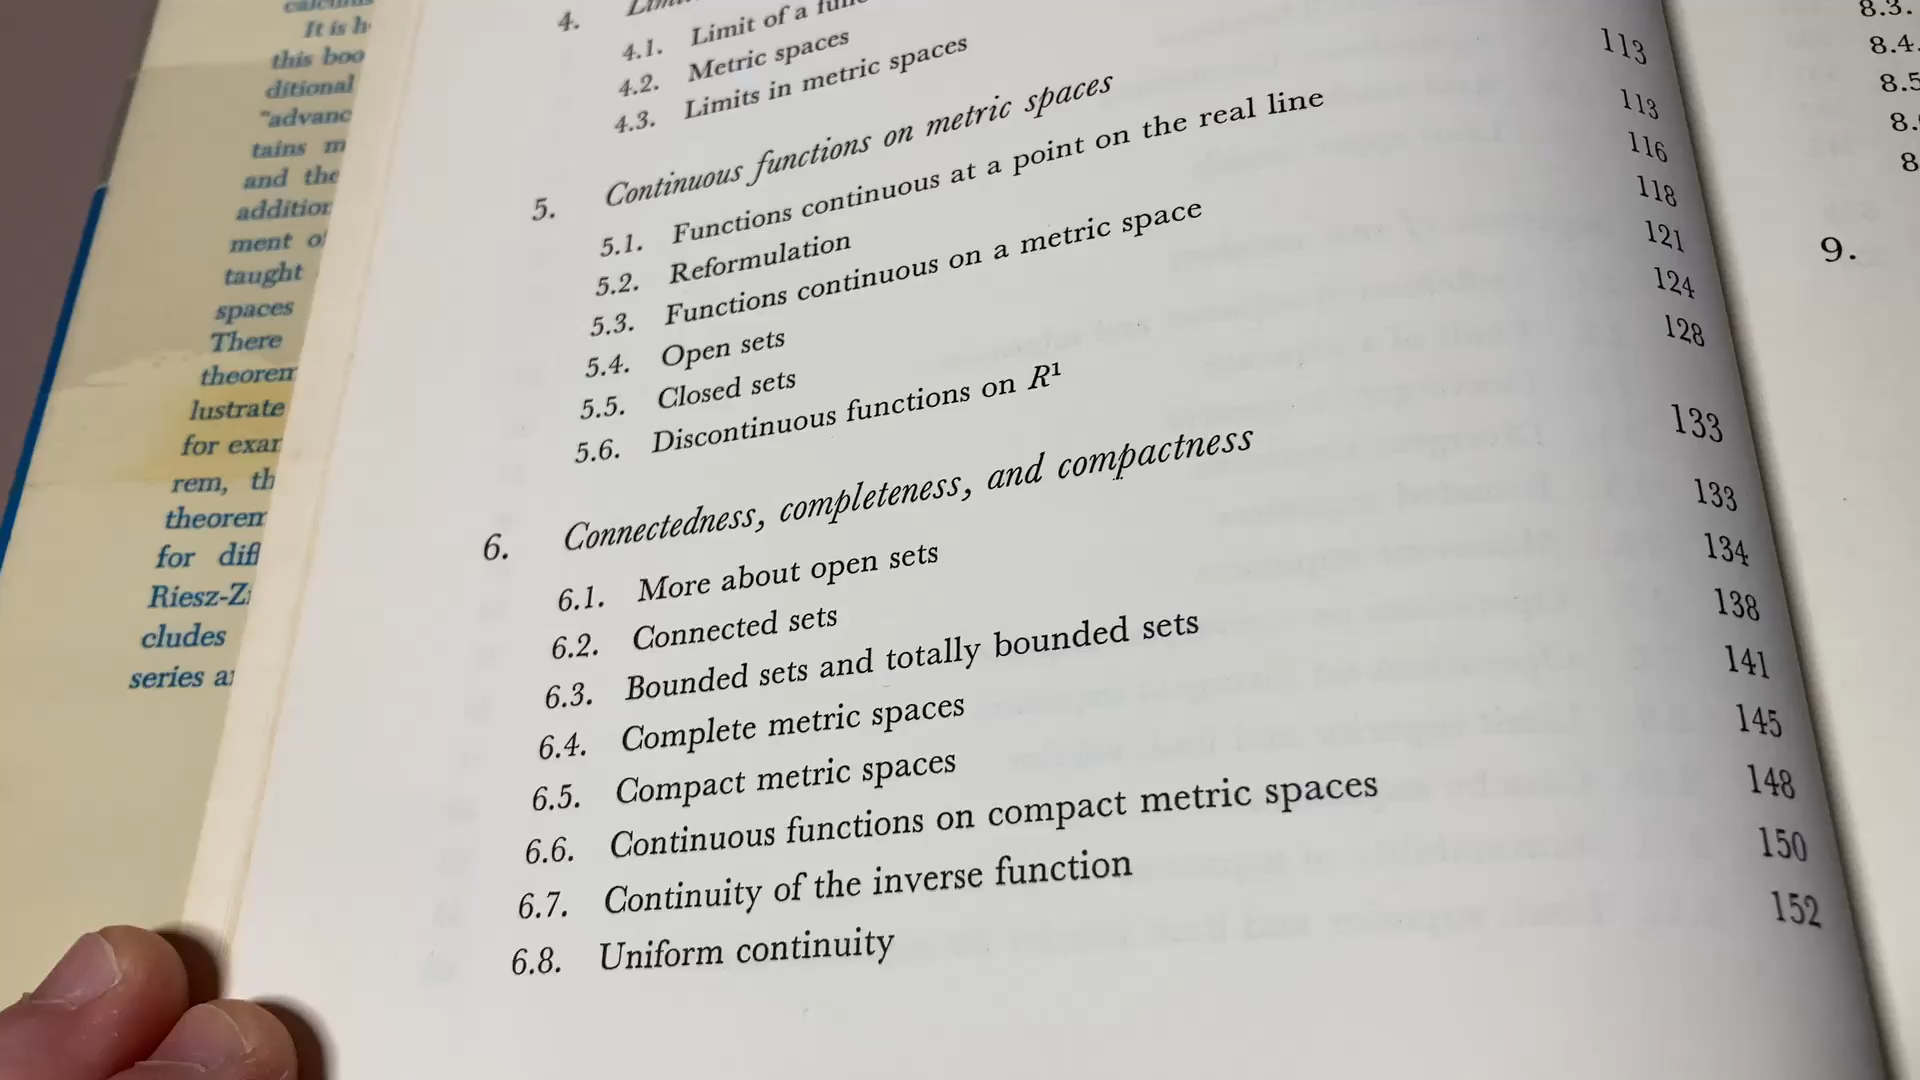 It is
this boo
ditional
"advanc
tains m
and the
addition
ment of
taught
spaces
There
theorem
lustrate
for exar
rem, th
theorem
for diff
Riesz-Z
cludes
series a
4.
4.1. Limit of a
4.2. Metric spaces
4.3. Limits in metric spaces
5. Continuous functions on metric spaces 113
5.1. Functions continuous at a point on the real line 113
5.2. Reformulation 116
5.3. Functions continuous on a metric space 118
5.4. Open sets 121
5.5. Closed sets 124
5.6. Discontinuous functions on R¹ 128
6. Connectedness, completeness, and compactness 133
6.1. More about open sets 133
6.2. Connected sets 134
6.3. Bounded sets and totally bounded sets 138
6.4. Complete metric spaces 141
6.5. Compact metric spaces 145
6.6. Continuous functions on compact metric spaces 148
6.7. Continuity of the inverse function 150
6.8. Uniform continuity 152
8.3.
8.4.
8.5
8.
8
9.